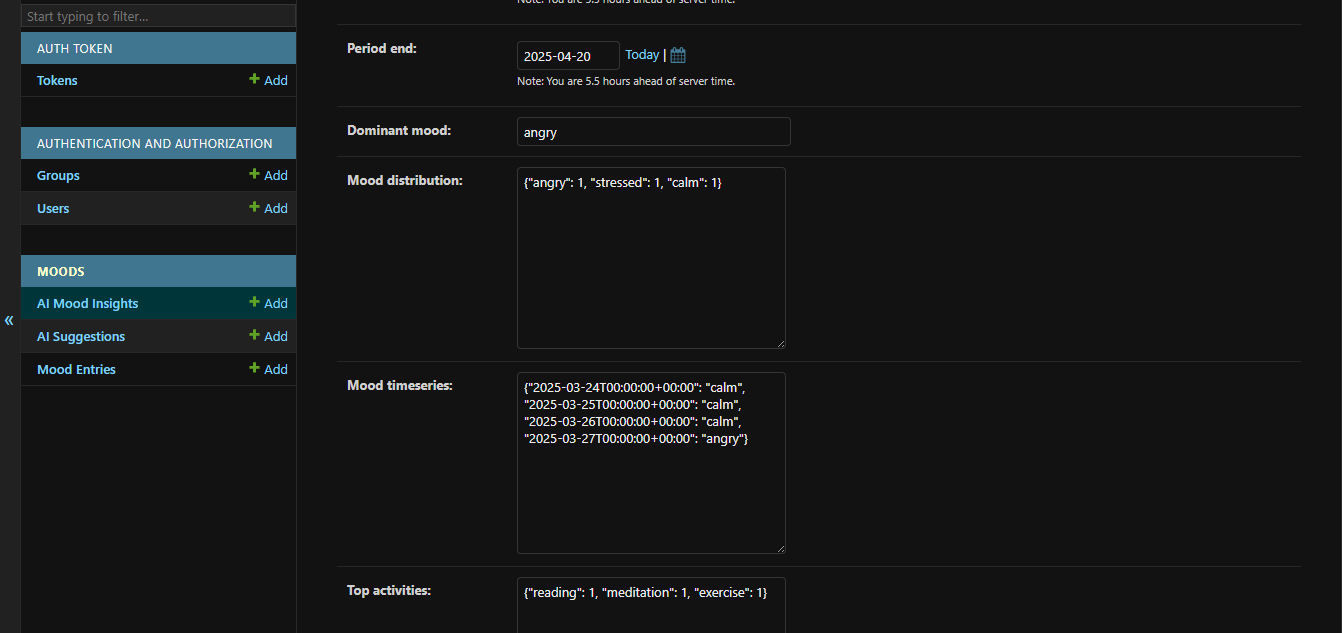 Start typing to filter...
AUTH TOKEN
Tokens
Add
AUTHENTICATION AND AUTHORIZATION
Groups
Add
Users
Add
MOODS
AI Mood Insights
Add
AI Suggestions
Add
Mood Entries
Add
«
Note: You are 5.5 hours ahead of server time.
Period end:
2025-04-20
Today |
Note: You are 5.5 hours ahead of server time.
Dominant mood:
angry
Mood distribution:
{"angry": 1, "stressed": 1, "calm": 1}
Mood timeseries:
{"2025-03-24T00:00:00+00:00": "calm",
"2025-03-25T00:00:00+00:00": "calm",
"2025-03-26T00:00:00+00:00": "calm",
"2025-03-27T00:00:00+00:00": "angry"}
Top activities:
{"reading": 1, "meditation": 1, "exercise": 1}